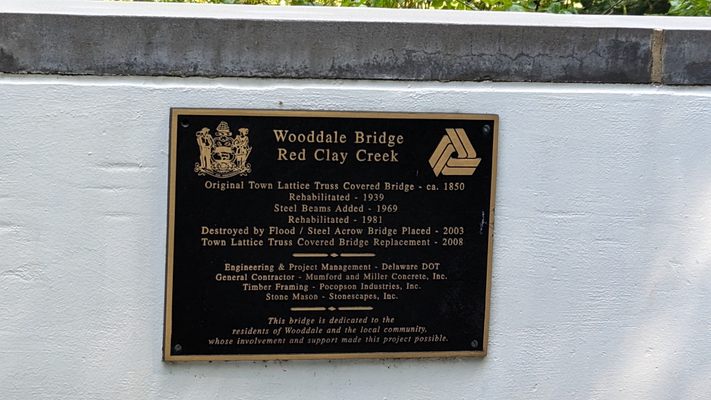 Wooddale Bridge
Red Clay Creek
Original Town Lattice Truss Covered Bridge - ca. 1850
Rehabilitated - 1939
Steel Beams Added - 1969
Rehabilitated - 1981
Destroyed by Flood / Steel Acrow Bridge Placed - 2003
Town Lattice Truss Covered Bridge Replacement - 2008
Engineering & Project Management - Delaware DOT
General Contractor - Mumford and Miller Concrete, Inc.
Timber Framing - Pocopson Industries, Inc.
Stone Mason - Stonescapes, Inc.
This bridge is dedicated to the
residents of Wooddale and the local community,
whose involvement and support made this project possible.